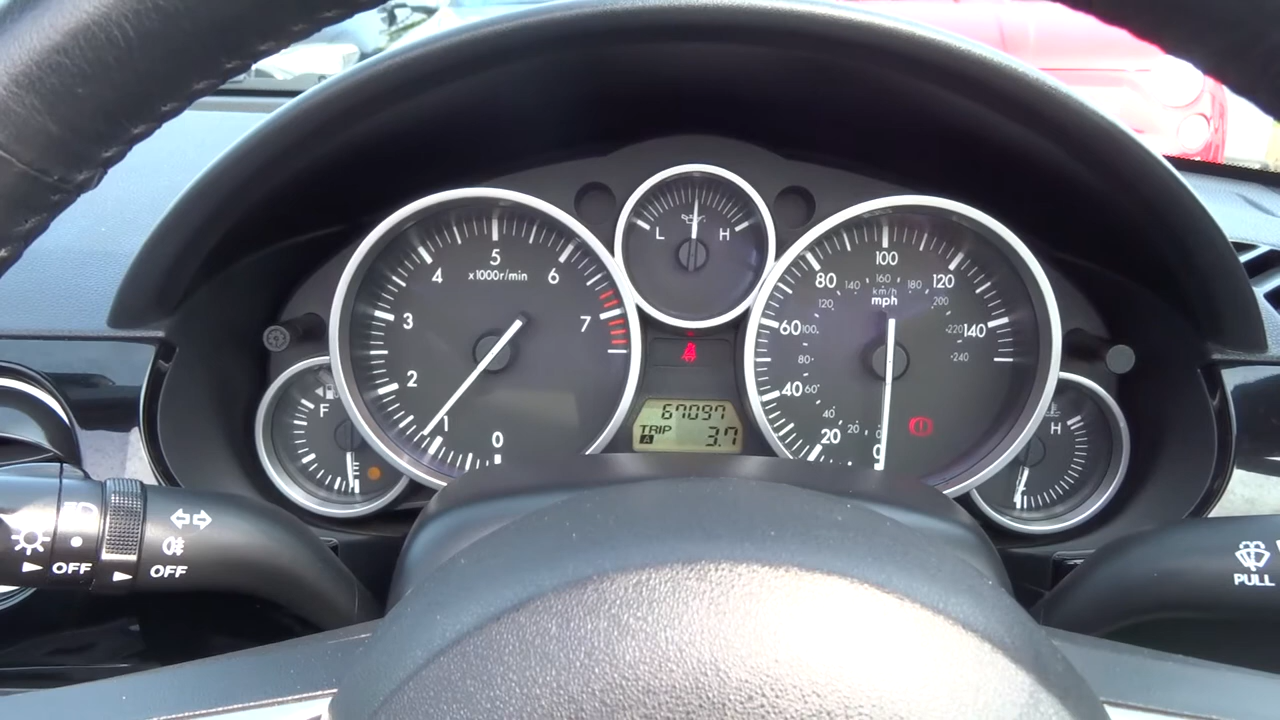 L H
0 1 2 3 4 5 6 7
x1000r/min
0 20 40 60 80 100 120 140
20 40 60 80 100 120 140 160 180 200 220 240
km/h
mph
F
E
H
67097
TRIP
A 3.7
OFF
OFF
PULL